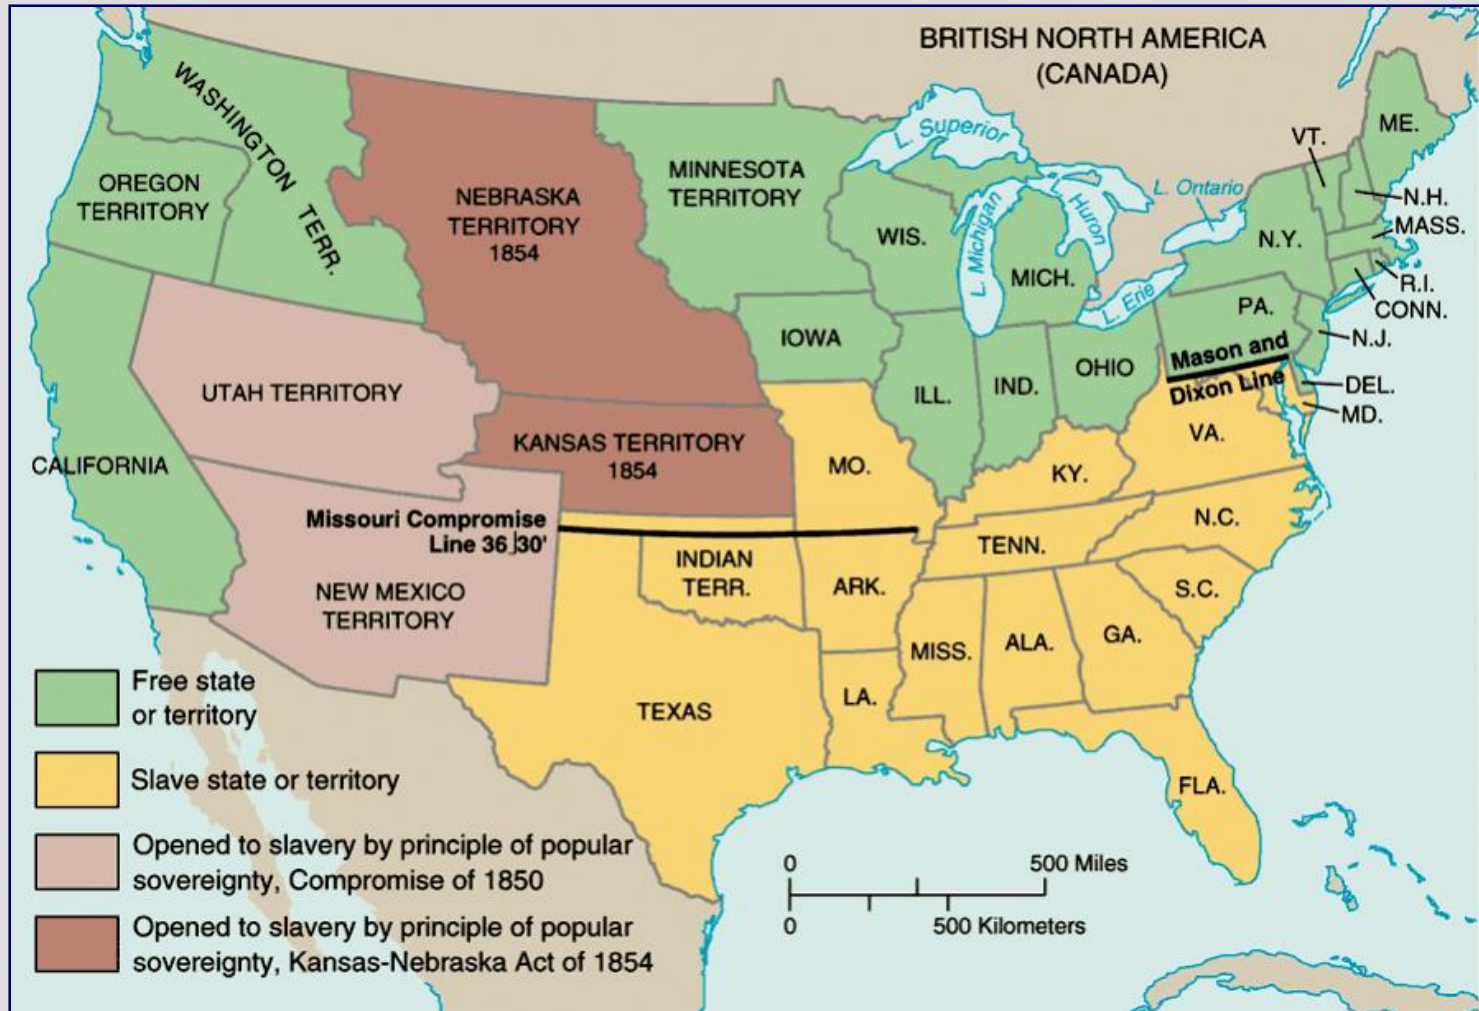 BRITISH NORTH AMERICA
(CANADA)
WASHINGTON
TERR.
OREGON
TERRITORY
NEBRASKA
TERRITORY
1854
MINNESOTA
TERRITORY
L. Superior
L. Michigan
Huron
L. Ontario
L. Erie
VT.
ME.
N.H.
MASS.
R.I.
CONN.
N.Y.
WIS.
MICH.
PA.
N.J.
IOWA
Mason and
Dixon Line
DEL.
MD.
OHIO
IND.
ILL.
UTAH TERRITORY
CALIFORNIA
KANSAS TERRITORY
1854
MO.
KY.
VA.
Missouri Compromise
Line 36⌡30'
N.C.
TENN.
INDIAN
TERR.
ARK.
S.C.
NEW MEXICO
TERRITORY
MISS.
ALA.
GA.
TEXAS
LA.
FLA.
Free state
or territory
Slave state or territory
Opened to slavery by principle of popular
sovereignty, Compromise of 1850
Opened to slavery by principle of popular
sovereignty, Kansas-Nebraska Act of 1854
0 500 Miles
0 500 Kilometers